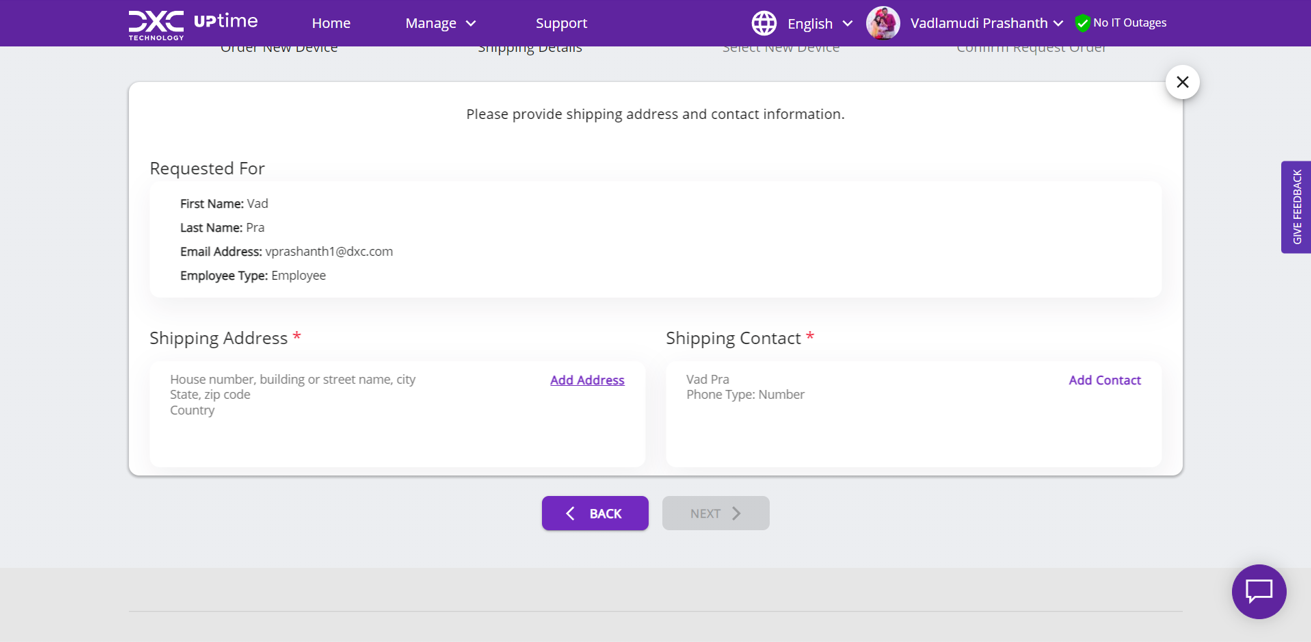 DXC TECHNOLOGY UPtime
Home
Manage
Support
English
Vadlamudi Prashanth
No IT Outages
Order New Device
Shipping Details
Select New Device
Confirm Request Order
Please provide shipping address and contact information.
Requested For
First Name: Vad
Last Name: Pra
Email Address: vprashanth1@dxc.com
Employee Type: Employee
Shipping Address *
House number, building or street name, city
State, zip code
Country
Add Address
Shipping Contact *
Vad Pra
Phone Type: Number
Add Contact
BACK
NEXT
GIVE FEEDBACK